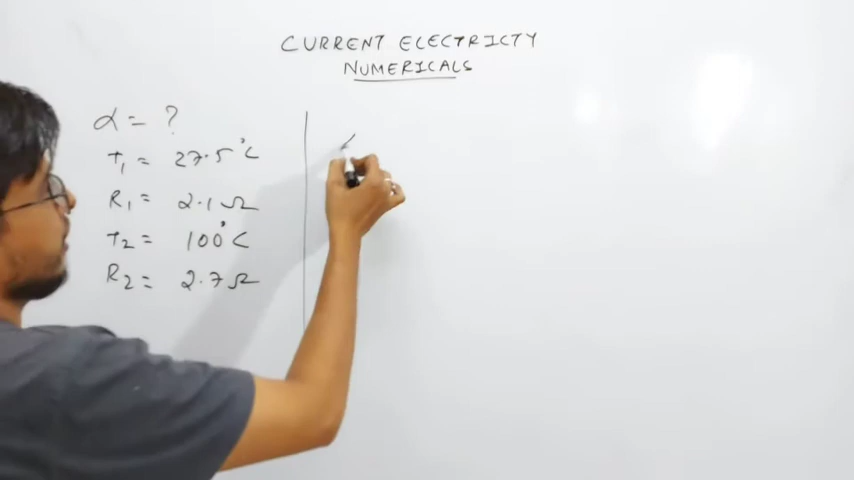 CURRENT ELECTRICTY
NUMERICALS
α = ?
T₁ = 27.5°C
R₁ = 2.1 Ω
T₂ = 100°C
R₂ = 2.7 Ω